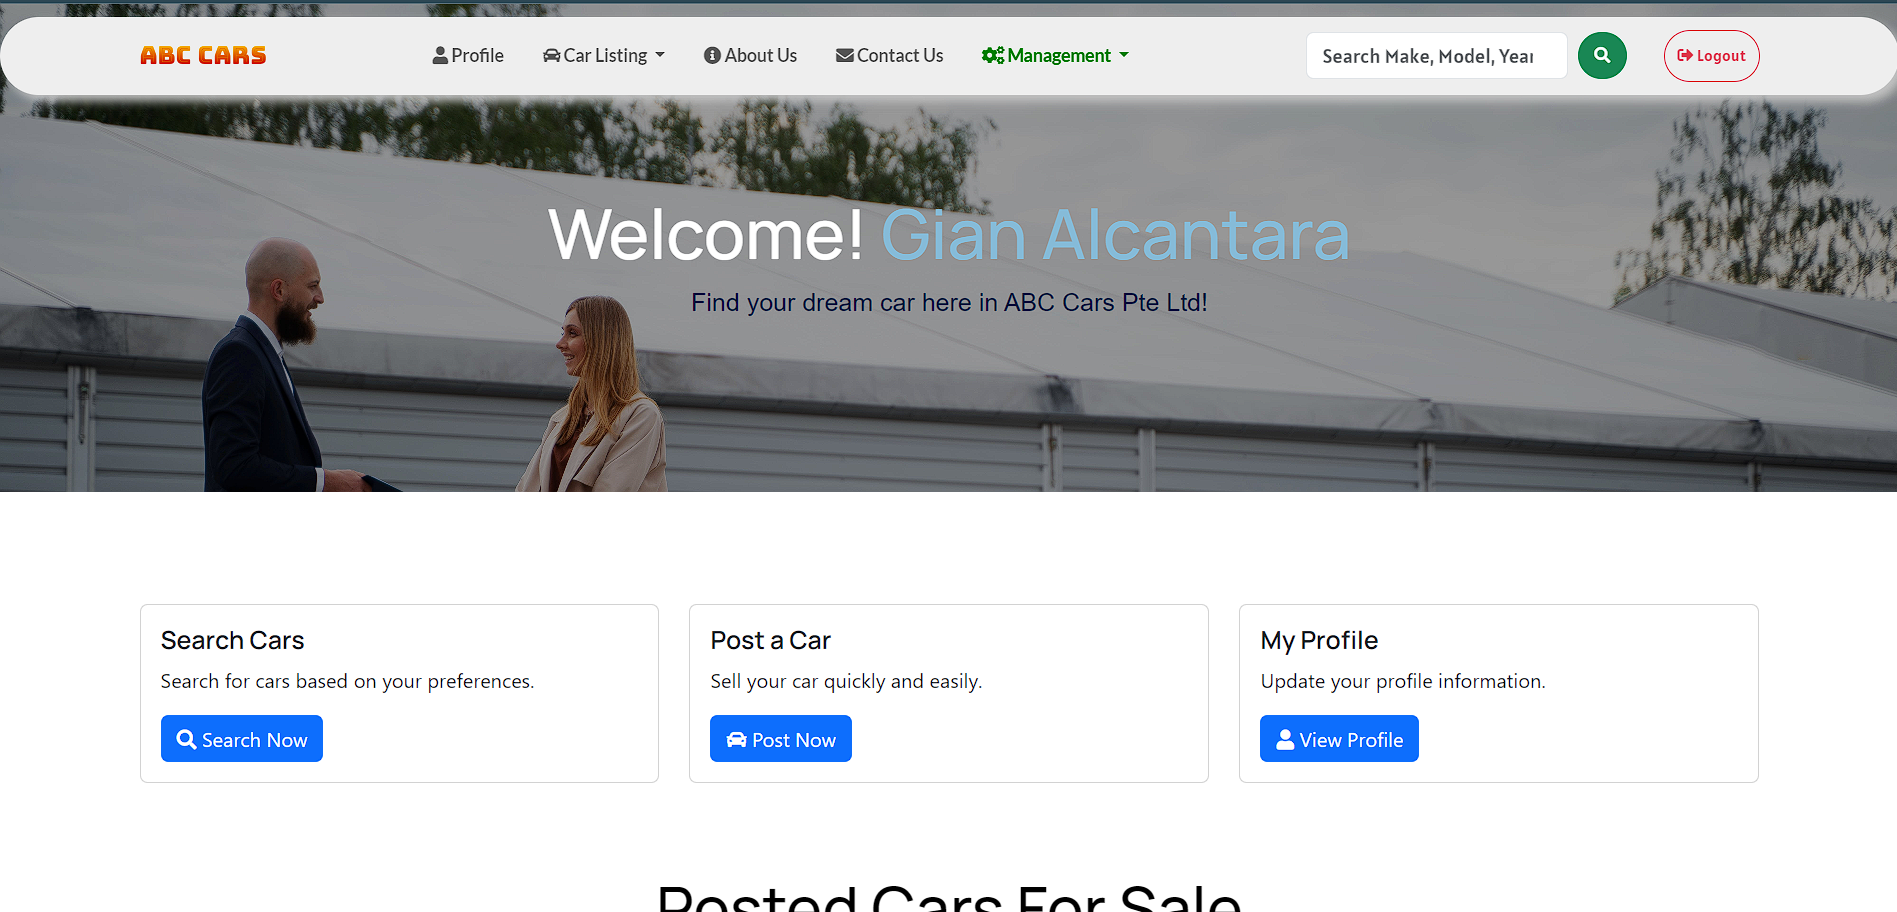 ABC CARS
Profile
Car Listing
About Us
Contact Us
Management
Search Make, Model, Year
Logout
Welcome! Gian Alcantara
Find your dream car here in ABC Cars Pte Ltd!
Search Cars
Search for cars based on your preferences.
Search Now
Post a Car
Sell your car quickly and easily.
Post Now
My Profile
Update your profile information.
View Profile
Posted Cars For Sale